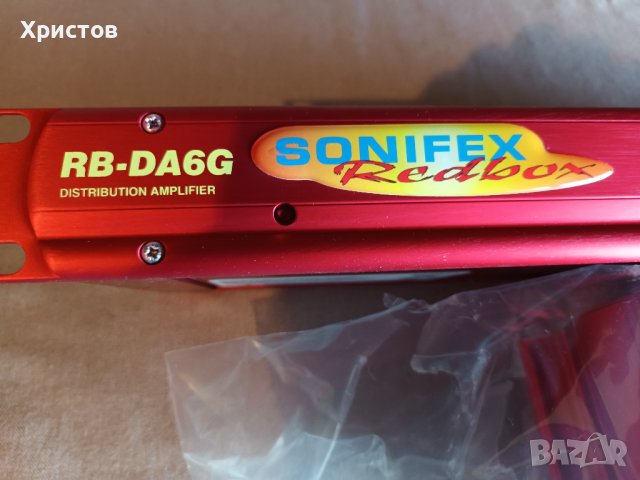 Христов
RB-DA6G
DISTRIBUTION AMPLIFIER
SONIFEX
Redbox
BAZAR